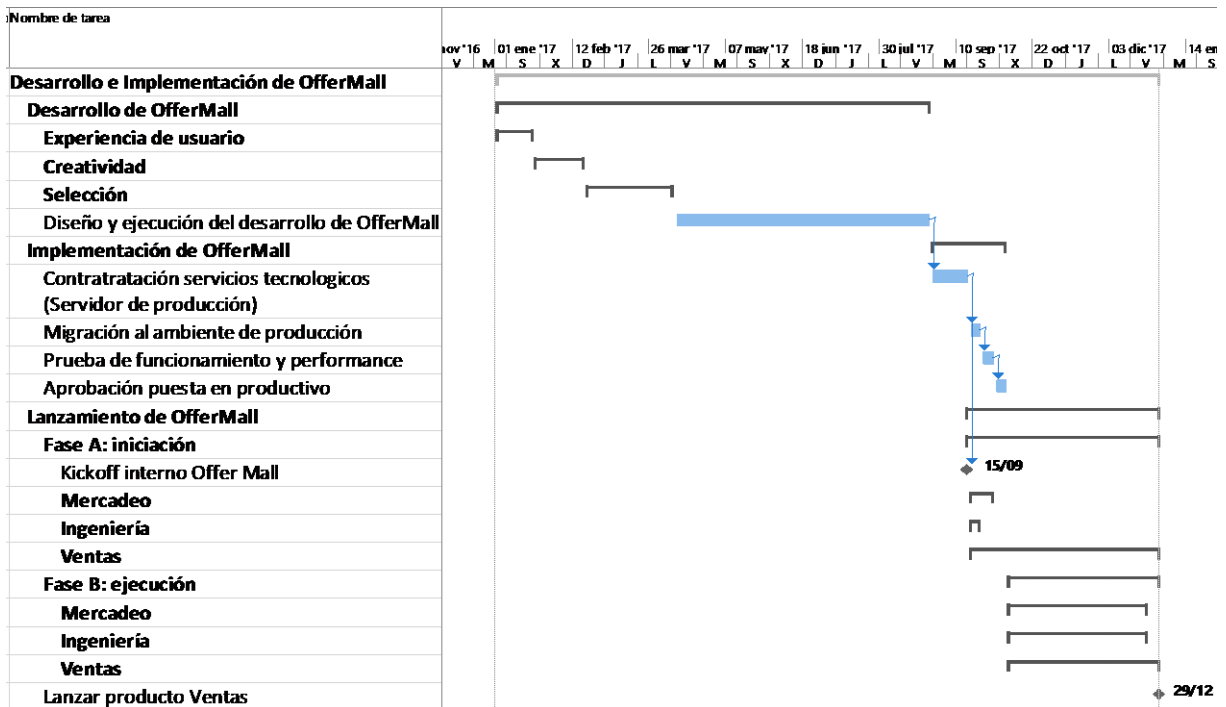 Nombre de tarea
nov '16 01 ene '17 12 feb '17 26 mar '17 07 may '17 18 jun '17 30 jul '17 10 sep '17 22 oct '17 03 dic '17 14 en
V M S X D J L V M S X D J L V M S X D J L V M S
Desarrollo e Implementación de OfferMall
Desarrollo de OfferMall
Experiencia de usuario
Creatividad
Selección
Diseño y ejecución del desarrollo de OfferMall
Implementación de OfferMall
Contratratación servicios tecnologicos
(Servidor de producción)
Migración al ambiente de producción
Prueba de funcionamiento y performance
Aprobación puesta en productivo
Lanzamiento de OfferMall
Fase A: iniciación
Kickoff interno Offer Mall 15/09
Mercadeo
Ingeniería
Ventas
Fase B: ejecución
Mercadeo
Ingeniería
Ventas
Lanzar producto Ventas 29/12